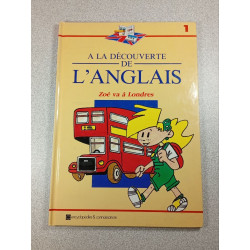 1
A LA DÉCOUVERTE
DE
L'ANGLAIS
Zoé va à Londres